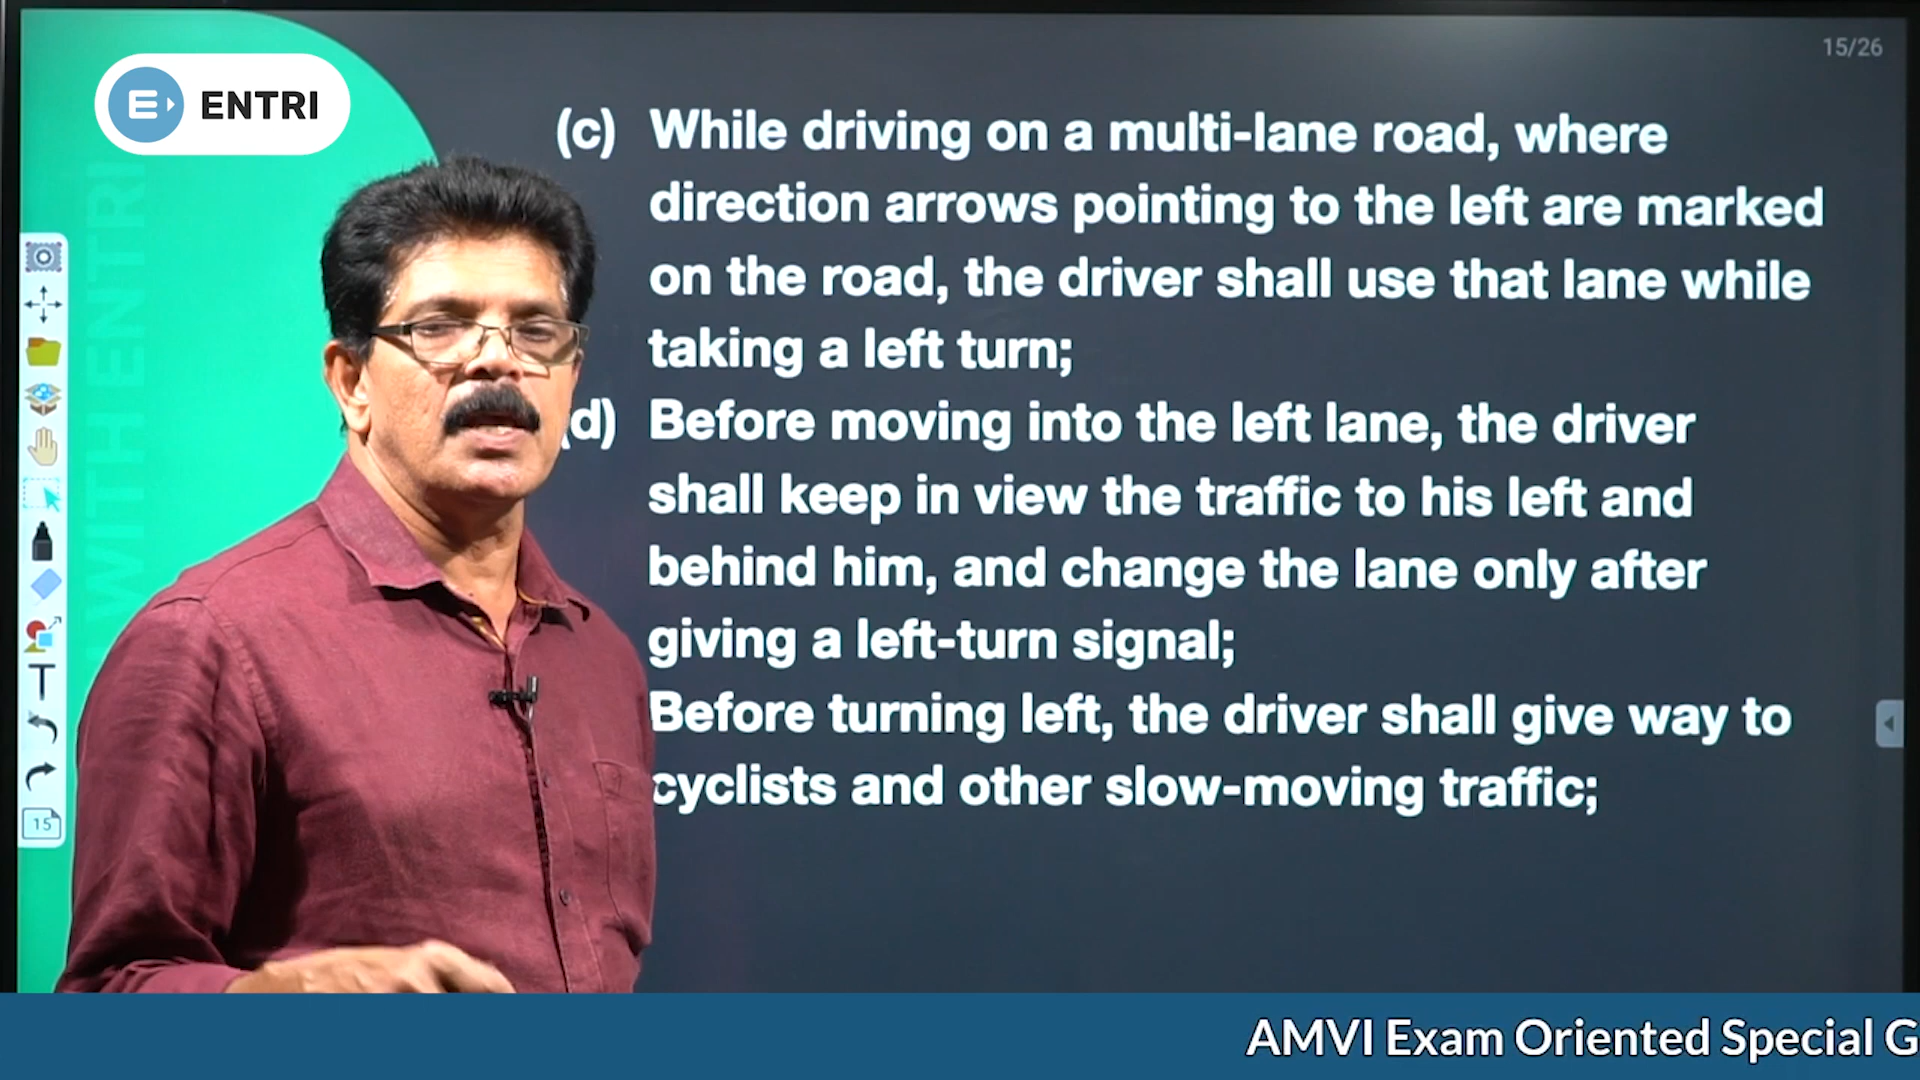 15/26
ENTRI
WITH ENTRI
(c) While driving on a multi-lane road, where
direction arrows pointing to the left are marked
on the road, the driver shall use that lane while
taking a left turn;
d) Before moving into the left lane, the driver
shall keep in view the traffic to his left and
behind him, and change the lane only after
giving a left-turn signal;
Before turning left, the driver shall give way to
cyclists and other slow-moving traffic;
T
15
AMVI Exam Oriented Special G